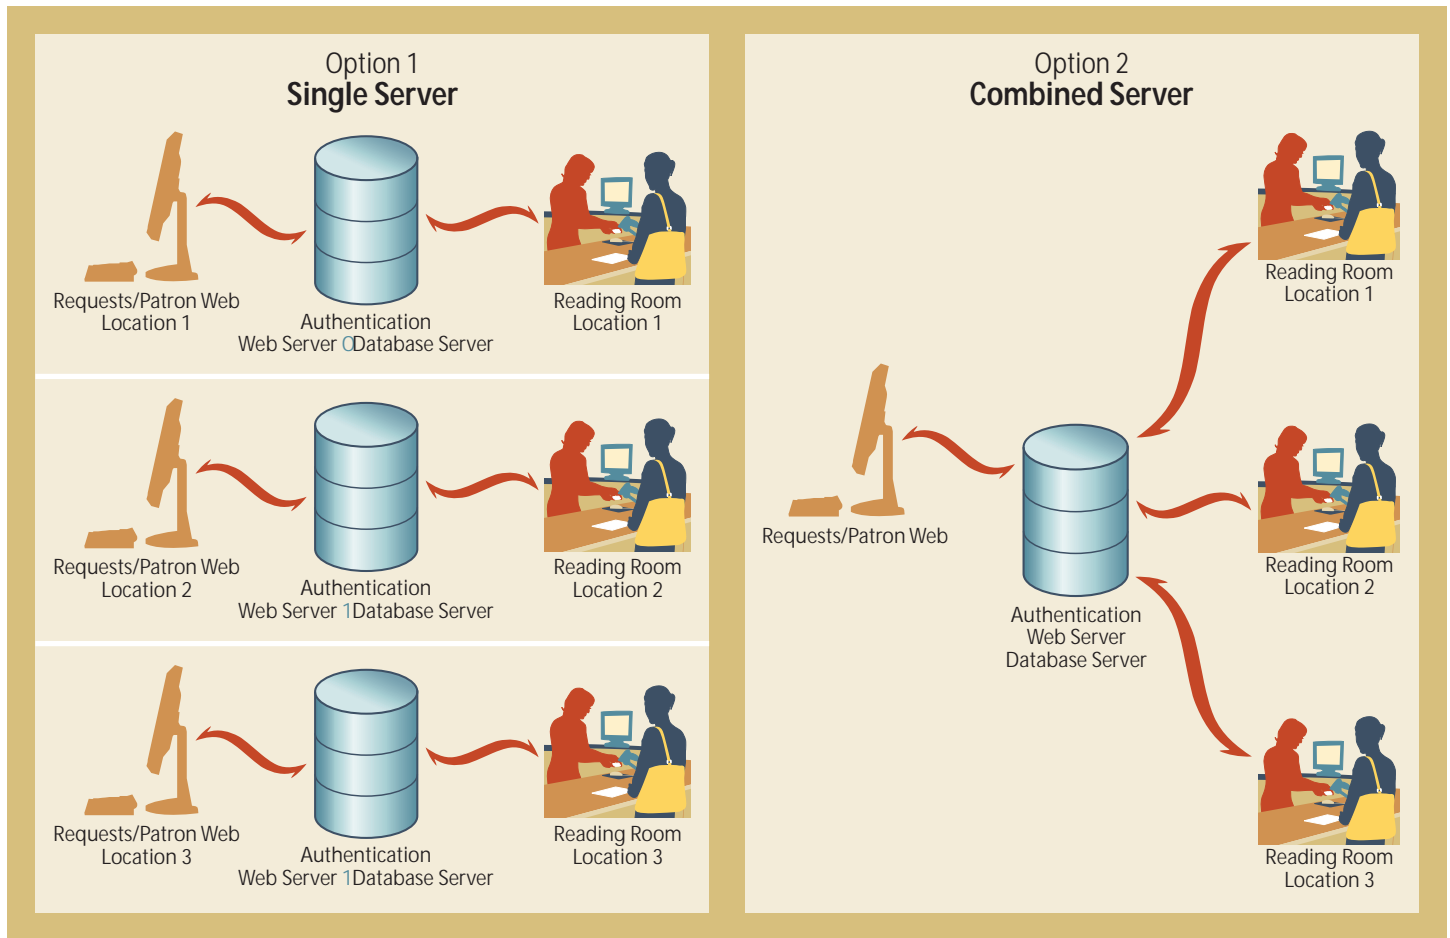 Option 1
Single Server
Requests/Patron Web
Location 1
Authentication
Web Server 0Database Server
Reading Room
Location 1
Requests/Patron Web
Location 2
Authentication
Web Server 1Database Server
Reading Room
Location 2
Requests/Patron Web
Location 3
Authentication
Web Server 1Database Server
Reading Room
Location 3
Option 2
Combined Server
Requests/Patron Web
Authentication
Web Server
Database Server
Reading Room
Location 1
Reading Room
Location 2
Reading Room
Location 3